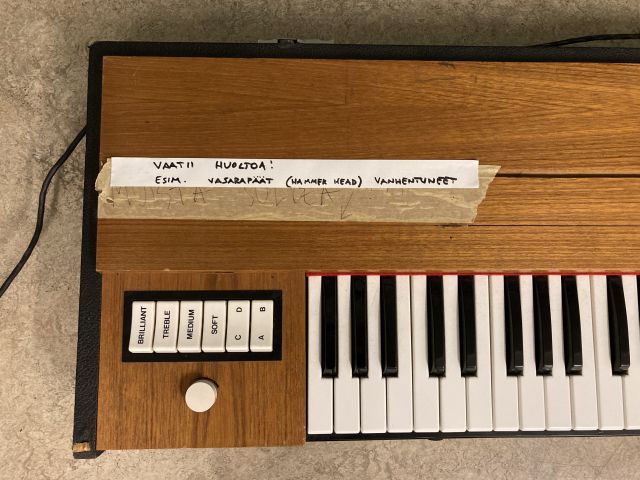 VAATII HUOLTOA!
ESIM. VASARAPÄÄT (HAMMER HEAD) VANHENTUNEET
BRILLIANT
TREBLE
MEDIUM
SOFT
C D
A B